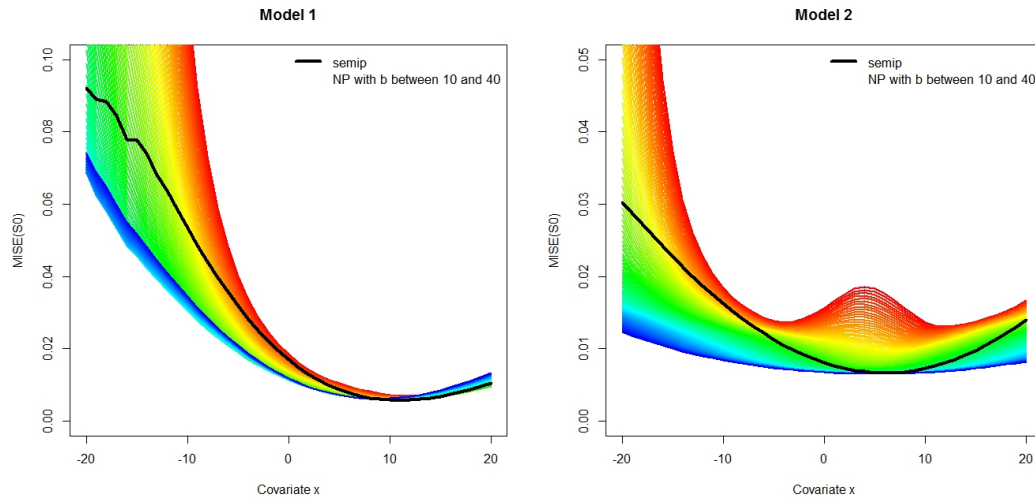 Model 1
semip
NP with b between 10 and 40
MISE(S0)
0.10
0.08
0.06
0.04
0.02
0.00
-20 -10 0 10 20
Covariate x
Model 2
semip
NP with b between 10 and 40
MISE(S0)
0.05
0.04
0.03
0.02
0.01
0.00
-20 -10 0 10 20
Covariate x